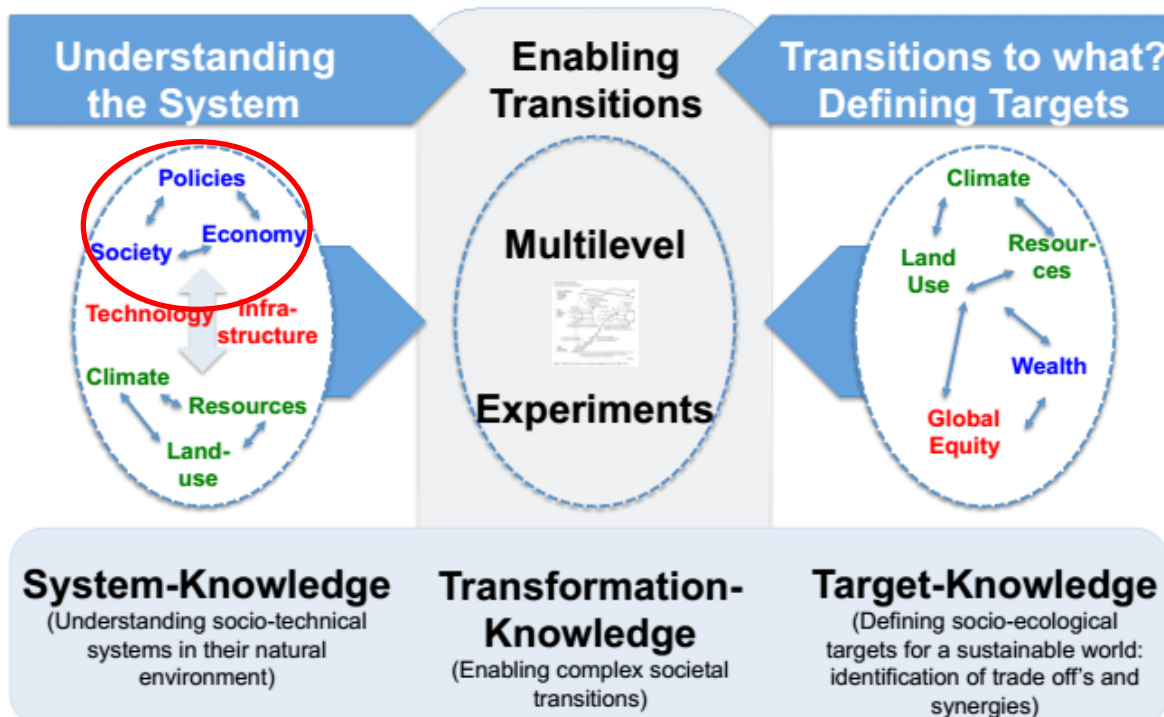 Understanding
the System
Enabling
Transitions
Transitions to what?
Defining Targets
Policies
Society
Economy
Technology
Infra-
structure
Climate
Resources
Land-
use
Multilevel
Experiments
Climate
Land
Use
Resour-
ces
Wealth
Global
Equity
System-Knowledge
(Understanding socio-technical
systems in their natural
environment)
Transformation-
Knowledge
(Enabling complex societal
transitions)
Target-Knowledge
(Defining socio-ecological
targets for a sustainable world:
identification of trade off's and
synergies)